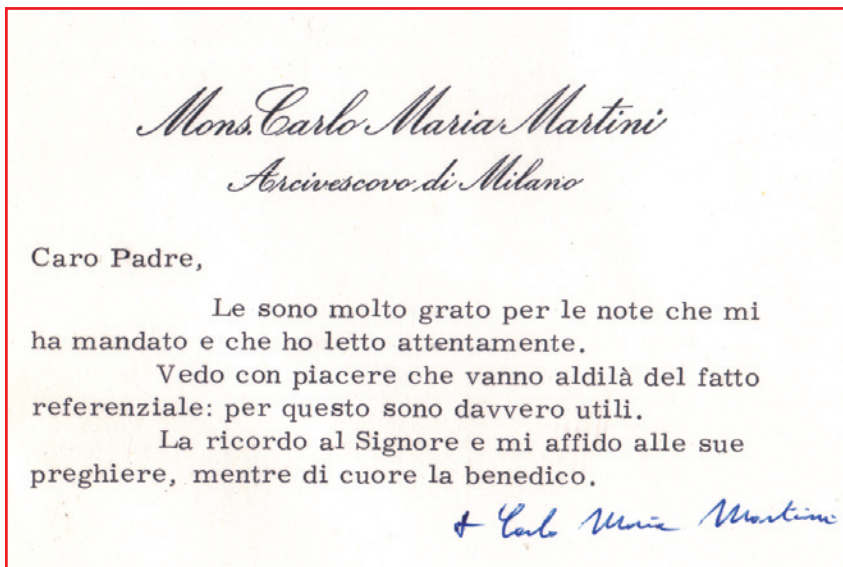 Mons. Carlo Maria Martini
Arcivescovo di Milano
Caro Padre,
Le sono molto grato per le note che mi
ha mandato e che ho letto attentamente.
Vedo con piacere che vanno aldilà del fatto
referenziale: per questo sono davvero utili.
La ricordo al Signore e mi affido alle sue
preghiere, mentre di cuore la benedico.
+ Carlo Maria Martini